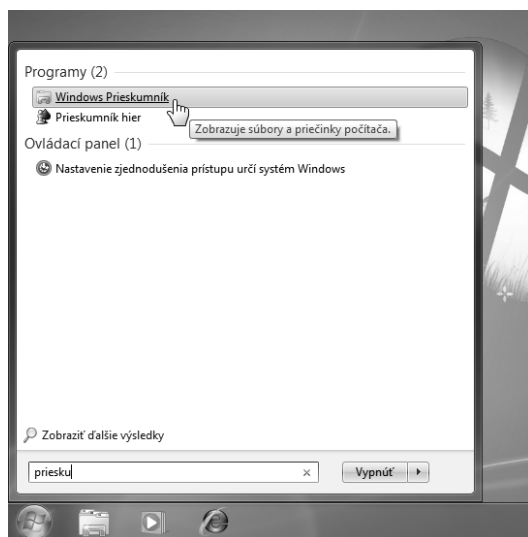 Programy (2)
Windows Prieskumník
Prieskumník hier
Zobrazuje súbory a priečinky počítača.
Ovládací panel (1)
Nastavenie zjednodušenia prístupu určí systém Windows
Zobraziť ďalšie výsledky
priesku
Vypnúť